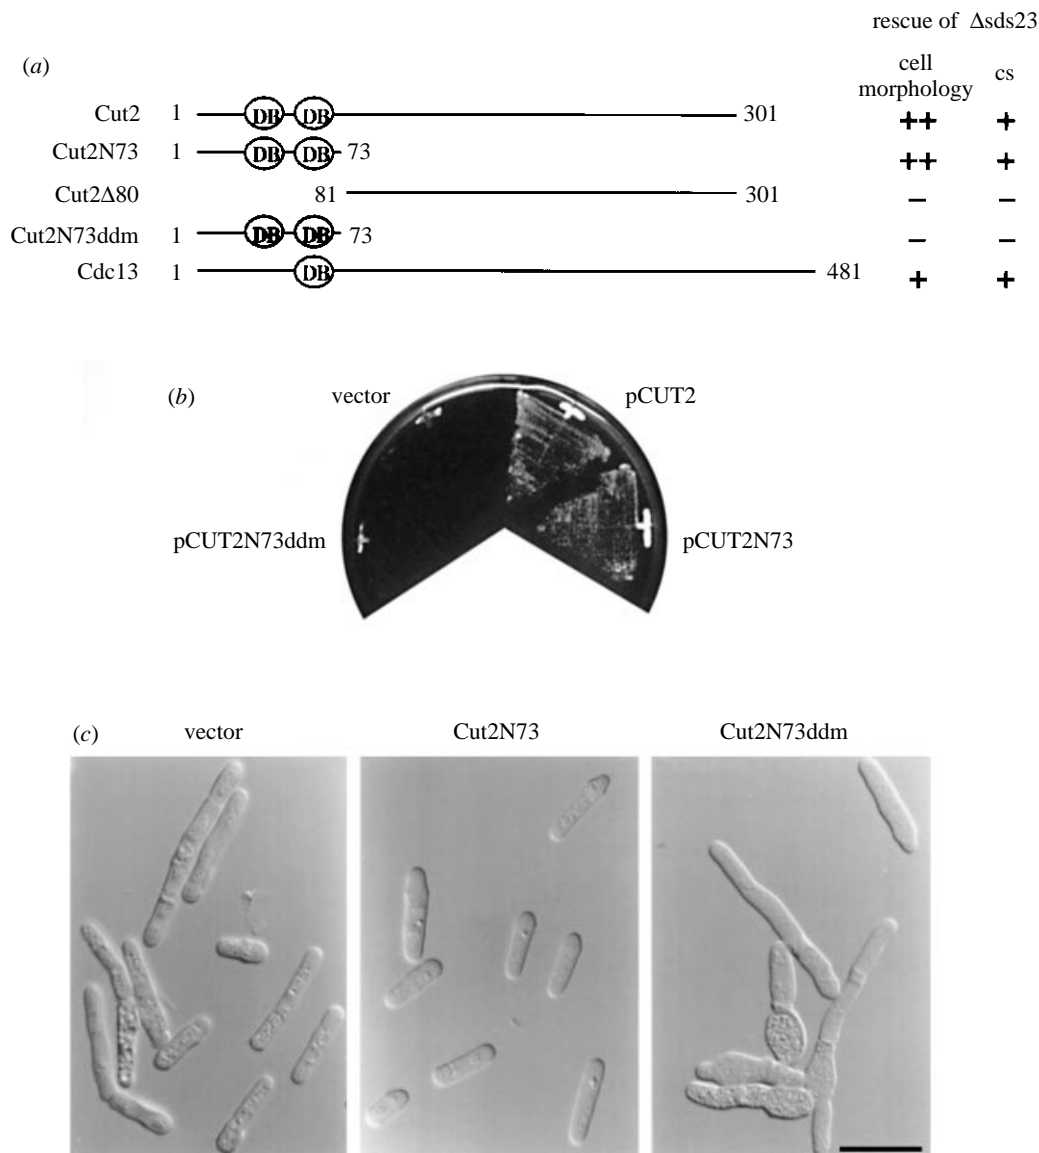 rescue of Δsds23
(a)
cell morphology cs
Cut2 1 DB DB 301 ++ +
Cut2N73 1 DB DB 73 ++ +
Cut2Δ80 81 301 – –
Cut2N73ddm 1 DB DB 73 – –
Cdc13 1 DB 481 + +
(b) vector pCUT2
pCUT2N73ddm pCUT2N73
(c) vector Cut2N73 Cut2N73ddm